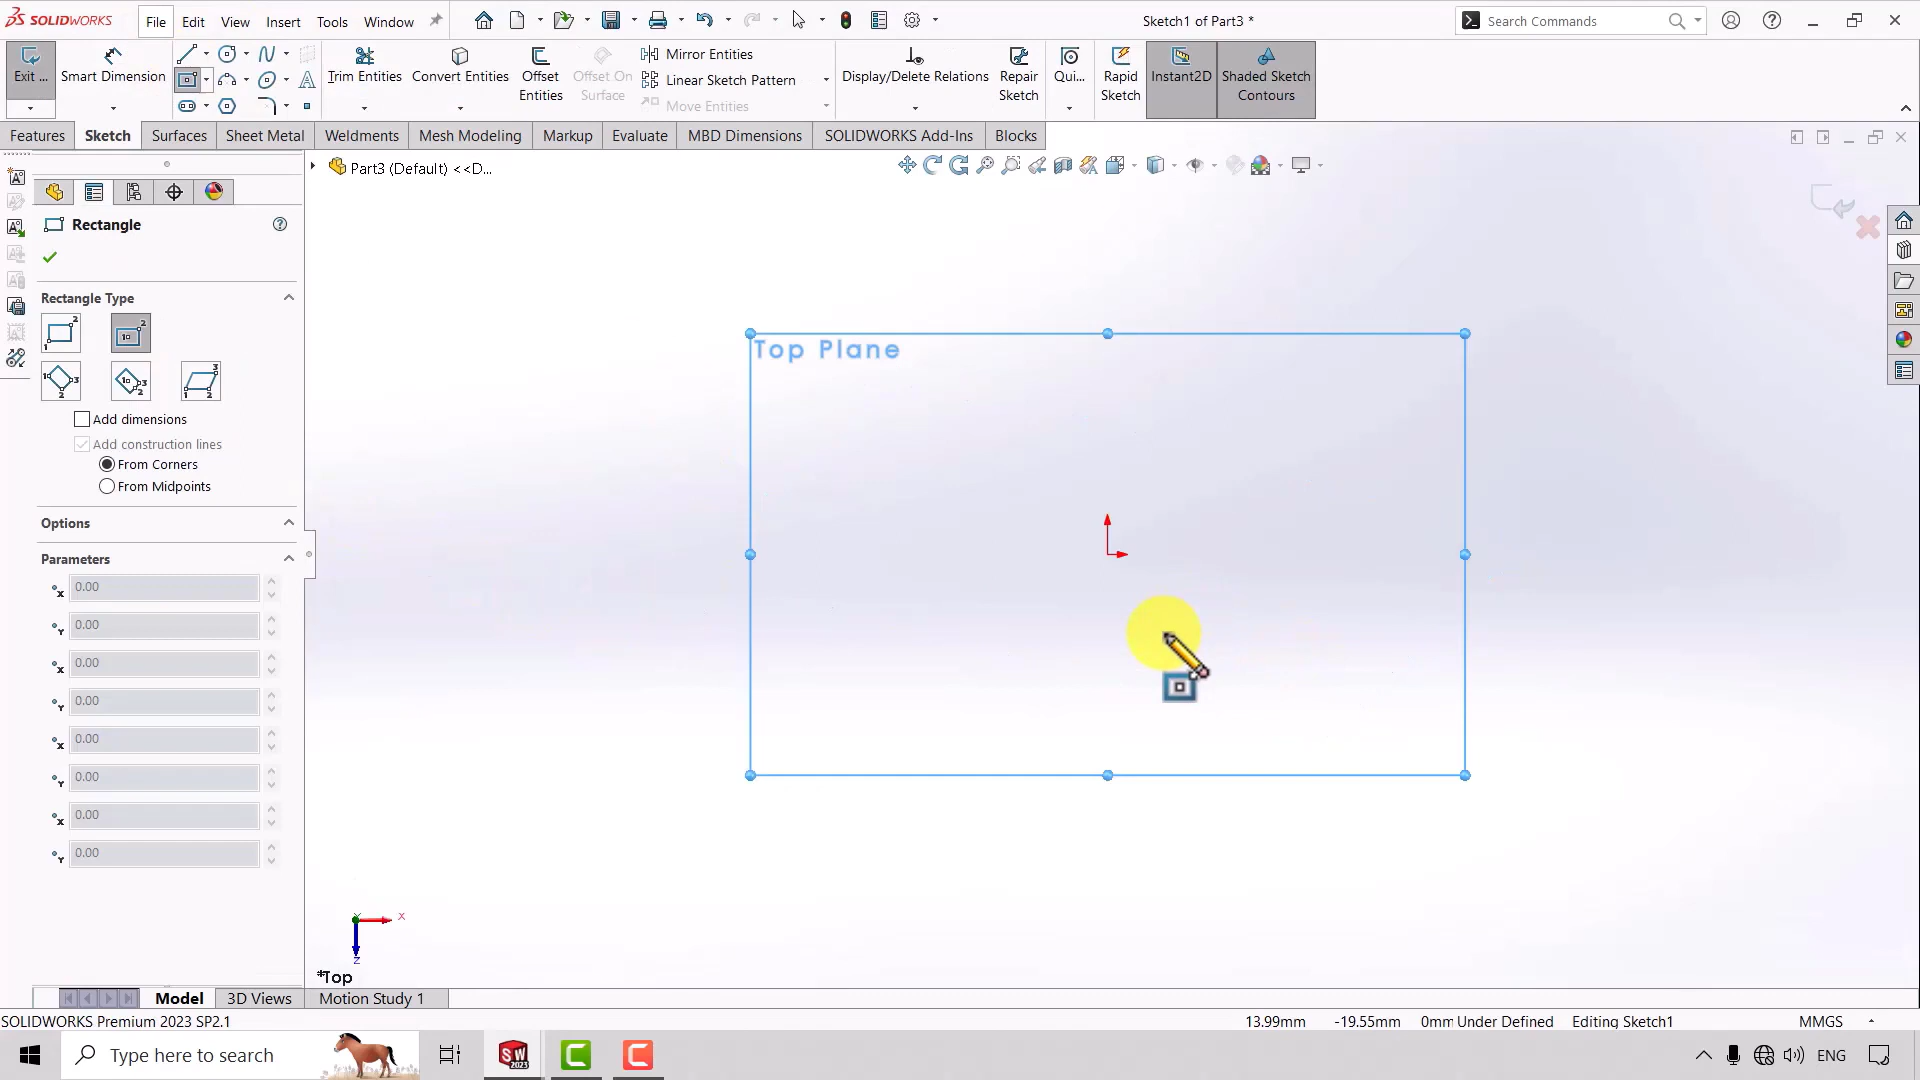 SOLIDWORKS File Edit View Insert Tools Window Sketch1 of Part3 * Search Commands
Exit ... Smart Dimension Trim Entities Convert Entities Offset Entities Offset On Surface Mirror Entities Linear Sketch Pattern Move Entities Display/Delete Relations Repair Sketch Qui... Rapid Sketch Instant2D Shaded Sketch Contours
Features Sketch Surfaces Sheet Metal Weldments Mesh Modeling Markup Evaluate MBD Dimensions SOLIDWORKS Add-Ins Blocks
Part3 (Default) <<D...
Rectangle
Rectangle Type
Add dimensions
Add construction lines
From Corners
From Midpoints
Options
Parameters
x 0.00
Y 0.00
x 0.00
Y 0.00
x 0.00
Y 0.00
x 0.00
Y 0.00
Top Plane
X
Y
Z
*Top
Model 3D Views Motion Study 1
SOLIDWORKS Premium 2023 SP2.1 13.99mm -19.55mm 0mm Under Defined Editing Sketch1 MMGS
Type here to search SW 2023 C C ENG